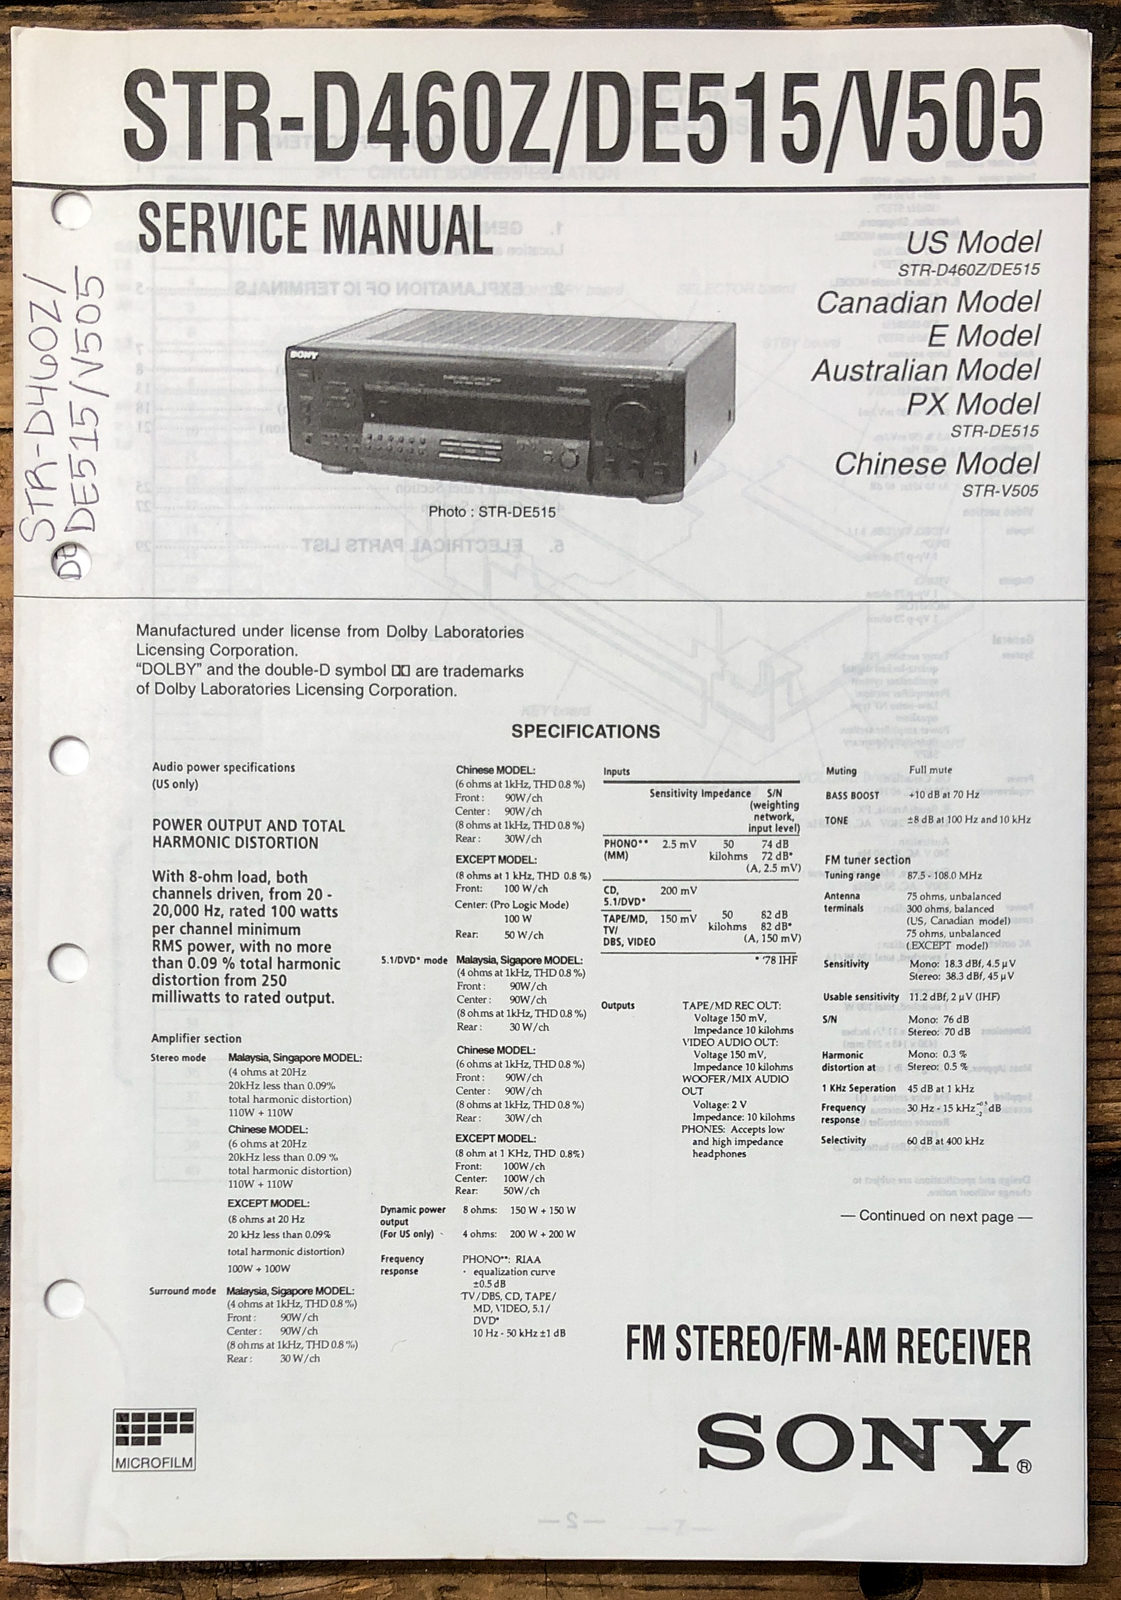 STR-D460Z/DE515/V505
SERVICE MANUAL
US Model
STR-D460Z/DE515
Canadian Model
E Model
Australian Model
PX Model
STR-DE515
Chinese Model
STR-V505
STR-D460Z/
DE515/V505
SONY
Photo : STR-DE515
Manufactured under license from Dolby Laboratories
Licensing Corporation.
"DOLBY" and the double-D symbol are trademarks
of Dolby Laboratories Licensing Corporation.
SPECIFICATIONS
Audio power specifications
(US only)
POWER OUTPUT AND TOTAL
HARMONIC DISTORTION
With 8-ohm load, both
channels driven, from 20 -
20,000 Hz, rated 100 watts
per channel minimum
RMS power, with no more
than 0.09 % total harmonic
distortion from 250
milliwatts to rated output.
Amplifier section
Stereo mode Malaysia, Singapore MODEL:
(4 ohms at 20Hz
20kHz less than 0.09%
total harmonic distortion)
110W + 110W
Chinese MODEL:
(6 ohms at 20Hz
20kHz less than 0.09 %
total harmonic distortion)
110W + 110W
EXCEPT MODEL:
(8 ohms at 20 Hz
20 kHz less than 0.09%
total harmonic distortion)
100W + 100W
Surround mode Malaysia, Sigapore MODEL:
(4 ohms at 1kHz, THD 0.8 %)
Front : 90W/ch
Center : 90W/ch
(8 ohms at 1kHz, THD 0.8 %)
Rear : 30 W/ch
Chinese MODEL:
(6 ohms at 1kHz, THD 0.8 %)
Front : 90W/ch
Center : 90W/ch
(8 ohms at 1kHz, THD 0.8 %)
Rear : 30W/ch
EXCEPT MODEL:
(8 ohms at 1 kHz, THD 0.8 %)
Front: 100 W/ch
Center: (Pro Logic Mode)
100 W
Rear: 50 W/ch
5.1/DVD* mode Malaysia, Sigapore MODEL:
(4 ohms at 1kHz, THD 0.8 %)
Front : 90W/ch
Center : 90W/ch
(8 ohms at 1kHz, THD 0.8 %)
Rear : 30 W/ch
Chinese MODEL:
(6 ohms at 1kHz, THD 0.8 %)
Front : 90W/ch
Center : 90W/ch
(8 ohms at 1kHz, THD 0.8 %)
Rear : 30W/ch
EXCEPT MODEL:
(8 ohm at 1 KHz, THD 0.8%)
Front: 100W/ch
Center: 100W/ch
Rear: 50W/ch
Dynamic power 8 ohms: 150 W + 150 W
output
(For US only) 4 ohms: 200 W + 200 W
Frequency PHONO**: RIAA
response equalization curve
±0.5 dB
TV/DBS, CD, TAPE/
MD, VIDEO, 5.1/
DVD*
10 Hz - 50 kHz ±1 dB
Inputs
Sensitivity Impedance S/N
(weighting
network,
input level)
PHONO** 2.5 mV 50 74 dB
(MM) kilohms 72 dB*
(A, 2.5 mV)
CD, 200 mV
5.1/DVD*
TAPE/MD, 150 mV 50 82 dB
TV/ kilohms 82 dB*
DBS, VIDEO (A, 150 mV)
* '78 IHF
Outputs TAPE/MD REC OUT:
Voltage 150 mV,
Impedance 10 kilohms
VIDEO AUDIO OUT:
Voltage 150 mV,
Impedance 10 kilohms
WOOFER/MIX AUDIO
OUT
Voltage: 2 V
Impedance: 10 kilohms
PHONES: Accepts low
and high impedance
headphones
Muting Full mute
BASS BOOST +10 dB at 70 Hz
TONE ±8 dB at 100 Hz and 10 kHz
FM tuner section
Tuning range 87.5 - 108.0 MHz
Antenna 75 ohms, unbalanced
terminals 300 ohms, balanced
(US, Canadian model)
75 ohms, unbalanced
(.EXCEPT model)
Sensitivity Mono: 18.3 dBf, 4.5 µV
Stereo: 38.3 dBf, 45 µV
Usable sensitivity 11.2 dBf, 2 µV (IHF)
S/N Mono: 76 dB
Stereo: 70 dB
Harmonic Mono: 0.3 %
distortion at Stereo: 0.5 %
1 KHz Seperation 45 dB at 1 kHz
Frequency 30 Hz - 15 kHz +0.5 -2 dB
response
Selectivity 60 dB at 400 kHz
— Continued on next page —
FM STEREO/FM-AM RECEIVER
MICROFILM
SONY®